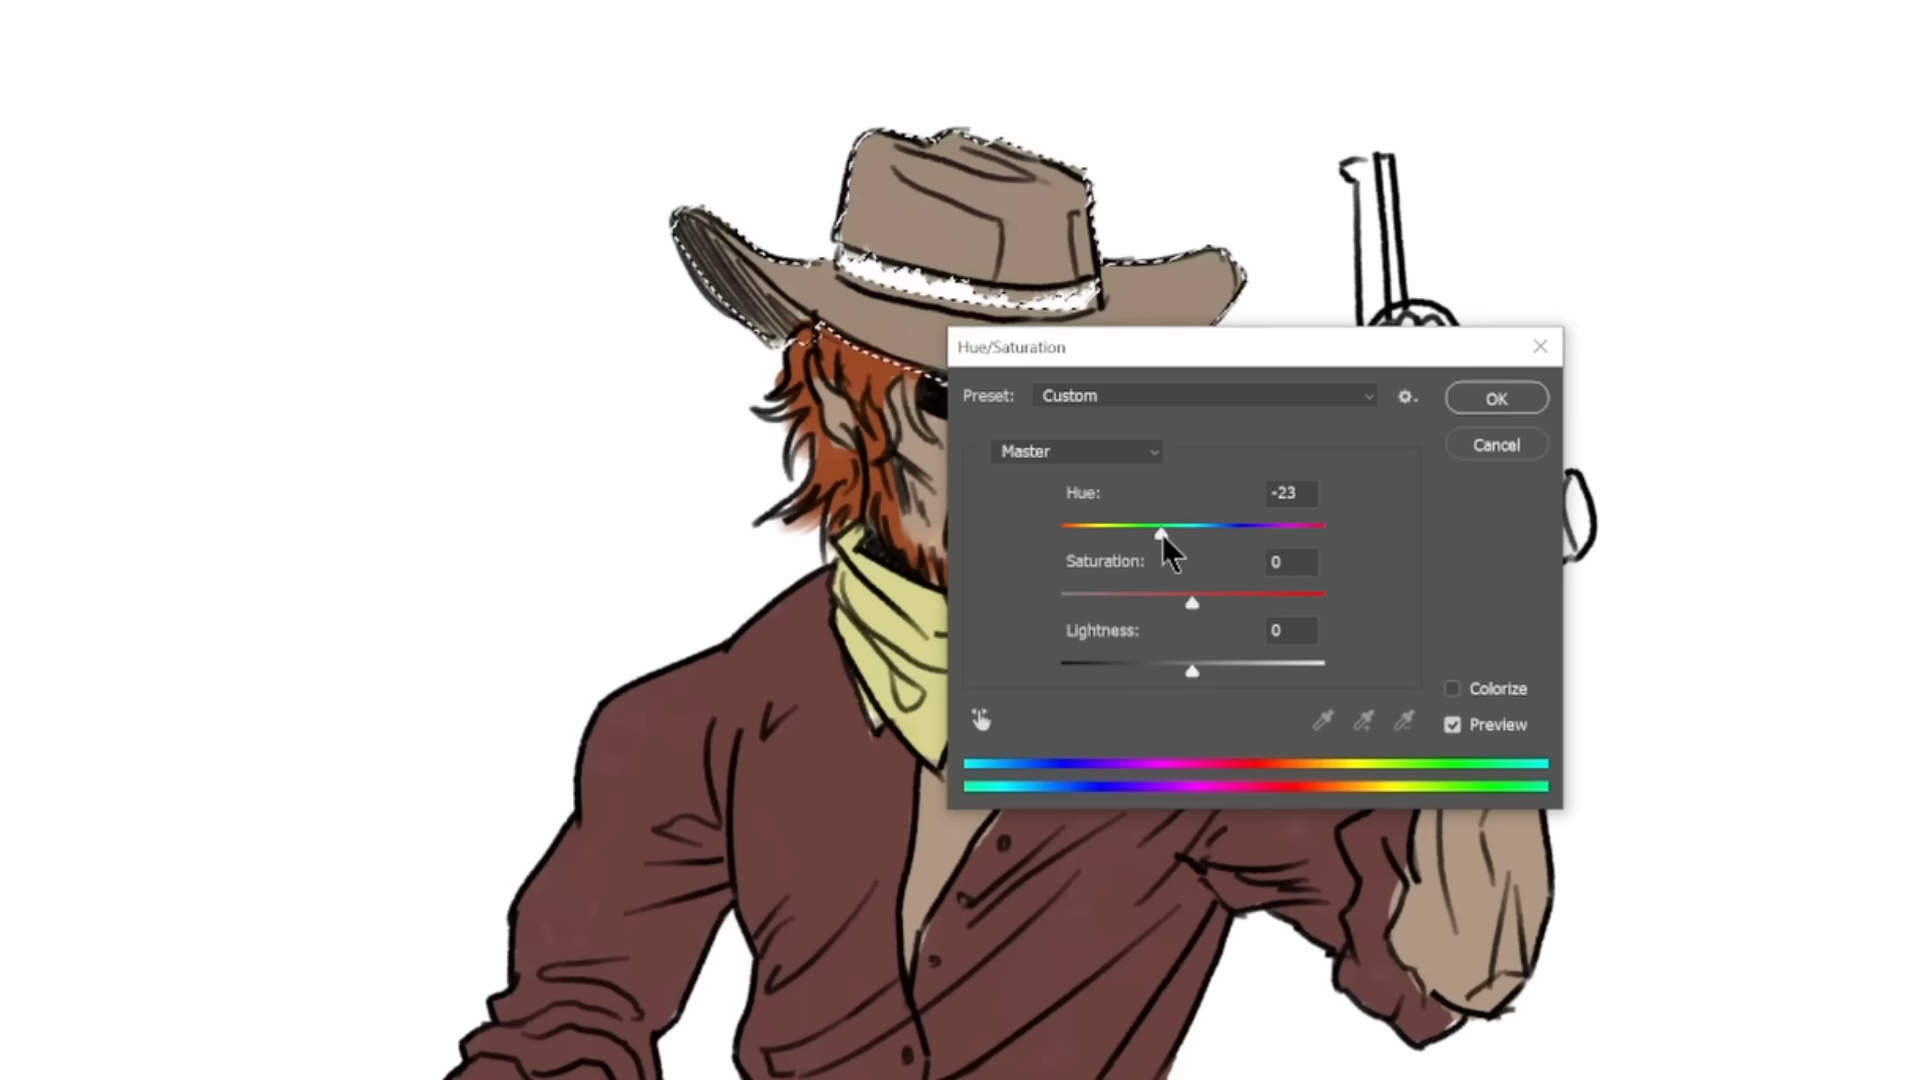 Hue/Saturation
Preset: Custom
OK
Cancel
Master
Hue: -23
Saturation: 0
Lightness: 0
Colorize
Preview